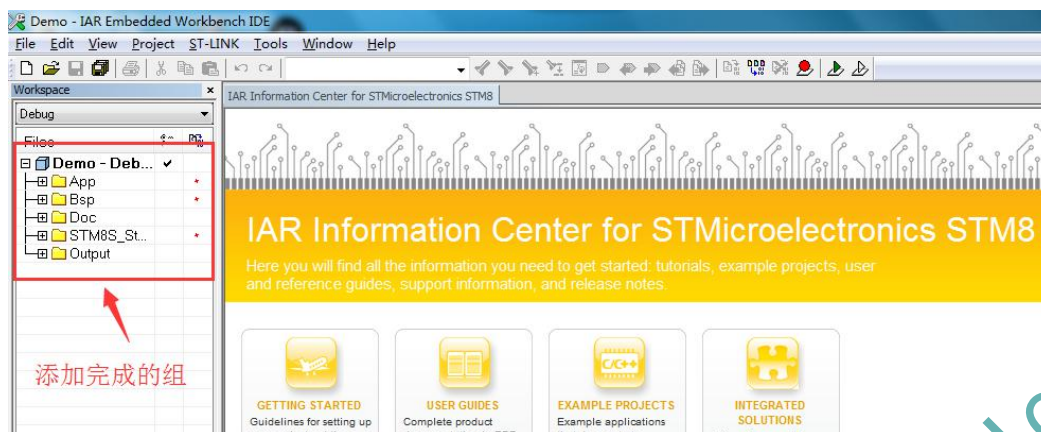 Demo - IAR Embedded Workbench IDE
File Edit View Project ST-LINK Tools Window Help
Workspace
IAR Information Center for STMicroelectronics STM8
Debug
Files
Demo - Deb...
App
Bsp
Doc
STM8S_St...
Output
添加完成的组
IAR Information Center for STMicroelectronics STM8
Here you will find all the information you need to get started: tutorials, example projects, user
and reference guides, support information, and release notes.
C/C++
GETTING STARTED
Guidelines for setting up
USER GUIDES
Complete product
EXAMPLE PROJECTS
Example applications
INTEGRATED
SOLUTIONS